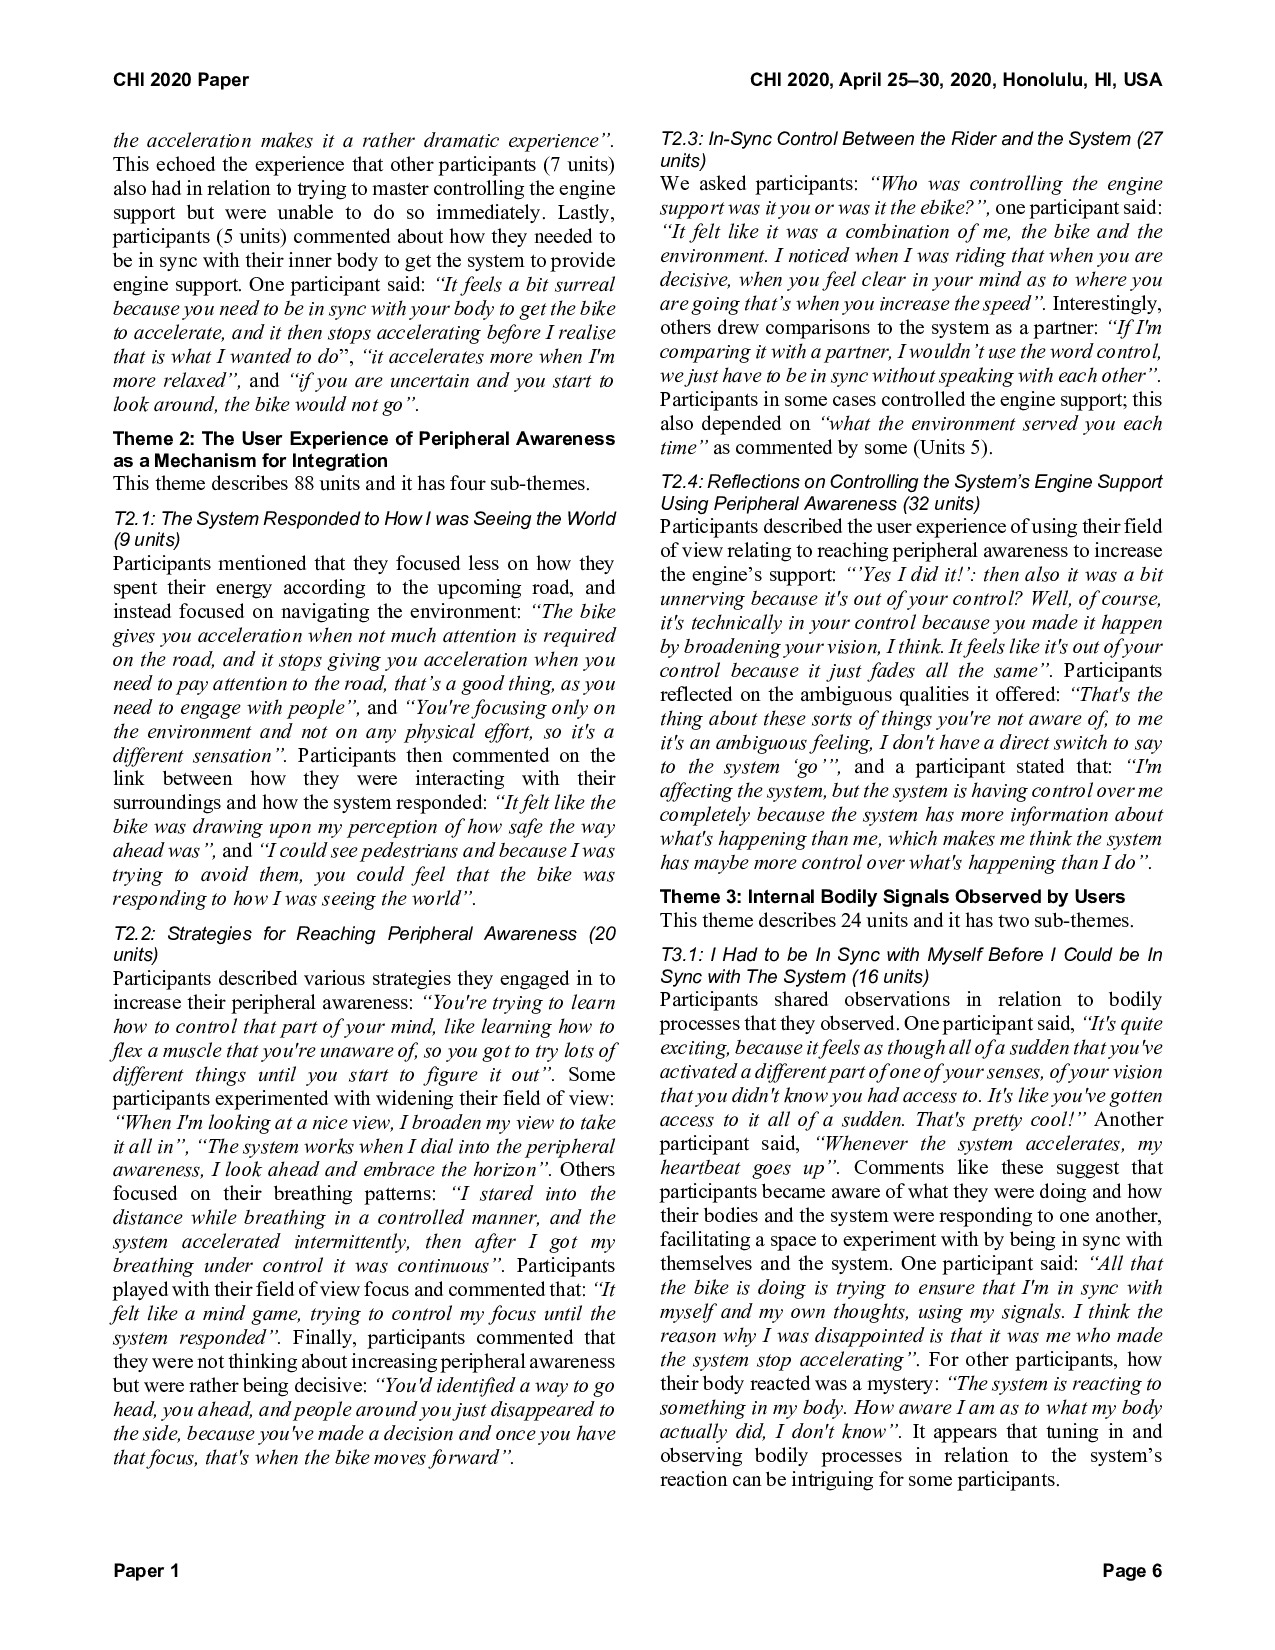 CHI 2020 Paper
CHI 2020, April 25–30, 2020, Honolulu, HI, USA
the acceleration makes it a rather dramatic experience”.
This echoed the experience that other participants (7 units)
also had in relation to trying to master controlling the engine
support but were unable to do so immediately. Lastly,
participants (5 units) commented about how they needed to
be in sync with their inner body to get the system to provide
engine support. One participant said: “It feels a bit surreal
because you need to be in sync with your body to get the bike
to accelerate, and it then stops accelerating before I realise
that is what I wanted to do”, “it accelerates more when I'm
more relaxed”, and “if you are uncertain and you start to
look around, the bike would not go”.
Theme 2: The User Experience of Peripheral Awareness
as a Mechanism for Integration
This theme describes 88 units and it has four sub-themes.
T2.1: The System Responded to How I was Seeing the World
(9 units)
Participants mentioned that they focused less on how they
spent their energy according to the upcoming road, and
instead focused on navigating the environment: “The bike
gives you acceleration when not much attention is required
on the road, and it stops giving you acceleration when you
need to pay attention to the road, that’s a good thing, as you
need to engage with people”, and “You're focusing only on
the environment and not on any physical effort, so it's a
different sensation”. Participants then commented on the
link between how they were interacting with their
surroundings and how the system responded: “It felt like the
bike was drawing upon my perception of how safe the way
ahead was”, and “I could see pedestrians and because I was
trying to avoid them, you could feel that the bike was
responding to how I was seeing the world”.
T2.2: Strategies for Reaching Peripheral Awareness (20
units)
Participants described various strategies they engaged in to
increase their peripheral awareness: “You're trying to learn
how to control that part of your mind, like learning how to
flex a muscle that you're unaware of, so you got to try lots of
different things until you start to figure it out”. Some
participants experimented with widening their field of view:
“When I'm looking at a nice view, I broaden my view to take
it all in”, “The system works when I dial into the peripheral
awareness, I look ahead and embrace the horizon”. Others
focused on their breathing patterns: “I stared into the
distance while breathing in a controlled manner, and the
system accelerated intermittently, then after I got my
breathing under control it was continuous”. Participants
played with their field of view focus and commented that: “It
felt like a mind game, trying to control my focus until the
system responded”. Finally, participants commented that
they were not thinking about increasing peripheral awareness
but were rather being decisive: “You'd identified a way to go
head, you ahead, and people around you just disappeared to
the side, because you've made a decision and once you have
that focus, that's when the bike moves forward”.
T2.3: In-Sync Control Between the Rider and the System (27
units)
We asked participants: “Who was controlling the engine
support was it you or was it the ebike?”, one participant said:
“It felt like it was a combination of me, the bike and the
environment. I noticed when I was riding that when you are
decisive, when you feel clear in your mind as to where you
are going that’s when you increase the speed”. Interestingly,
others drew comparisons to the system as a partner: “If I'm
comparing it with a partner, I wouldn’t use the word control,
we just have to be in sync without speaking with each other”.
Participants in some cases controlled the engine support; this
also depended on “what the environment served you each
time” as commented by some (Units 5).
T2.4: Reflections on Controlling the System’s Engine Support
Using Peripheral Awareness (32 units)
Participants described the user experience of using their field
of view relating to reaching peripheral awareness to increase
the engine’s support: “’Yes I did it!’: then also it was a bit
unnerving because it's out of your control? Well, of course,
it's technically in your control because you made it happen
by broadening your vision, I think. It feels like it's out of your
control because it just fades all the same”. Participants
reflected on the ambiguous qualities it offered: “That's the
thing about these sorts of things you're not aware of, to me
it's an ambiguous feeling, I don't have a direct switch to say
to the system ‘go’”, and a participant stated that: “I'm
affecting the system, but the system is having control over me
completely because the system has more information about
what's happening than me, which makes me think the system
has maybe more control over what's happening than I do”.
Theme 3: Internal Bodily Signals Observed by Users
This theme describes 24 units and it has two sub-themes.
T3.1: I Had to be In Sync with Myself Before I Could be In
Sync with The System (16 units)
Participants shared observations in relation to bodily
processes that they observed. One participant said, “It's quite
exciting, because it feels as though all of a sudden that you've
activated a different part of one of your senses, of your vision
that you didn't know you had access to. It's like you've gotten
access to it all of a sudden. That's pretty cool!” Another
participant said, “Whenever the system accelerates, my
heartbeat goes up”. Comments like these suggest that
participants became aware of what they were doing and how
their bodies and the system were responding to one another,
facilitating a space to experiment with by being in sync with
themselves and the system. One participant said: “All that
the bike is doing is trying to ensure that I'm in sync with
myself and my own thoughts, using my signals. I think the
reason why I was disappointed is that it was me who made
the system stop accelerating”. For other participants, how
their body reacted was a mystery: “The system is reacting to
something in my body. How aware I am as to what my body
actually did, I don't know”. It appears that tuning in and
observing bodily processes in relation to the system’s
reaction can be intriguing for some participants.
Paper 1
Page 6